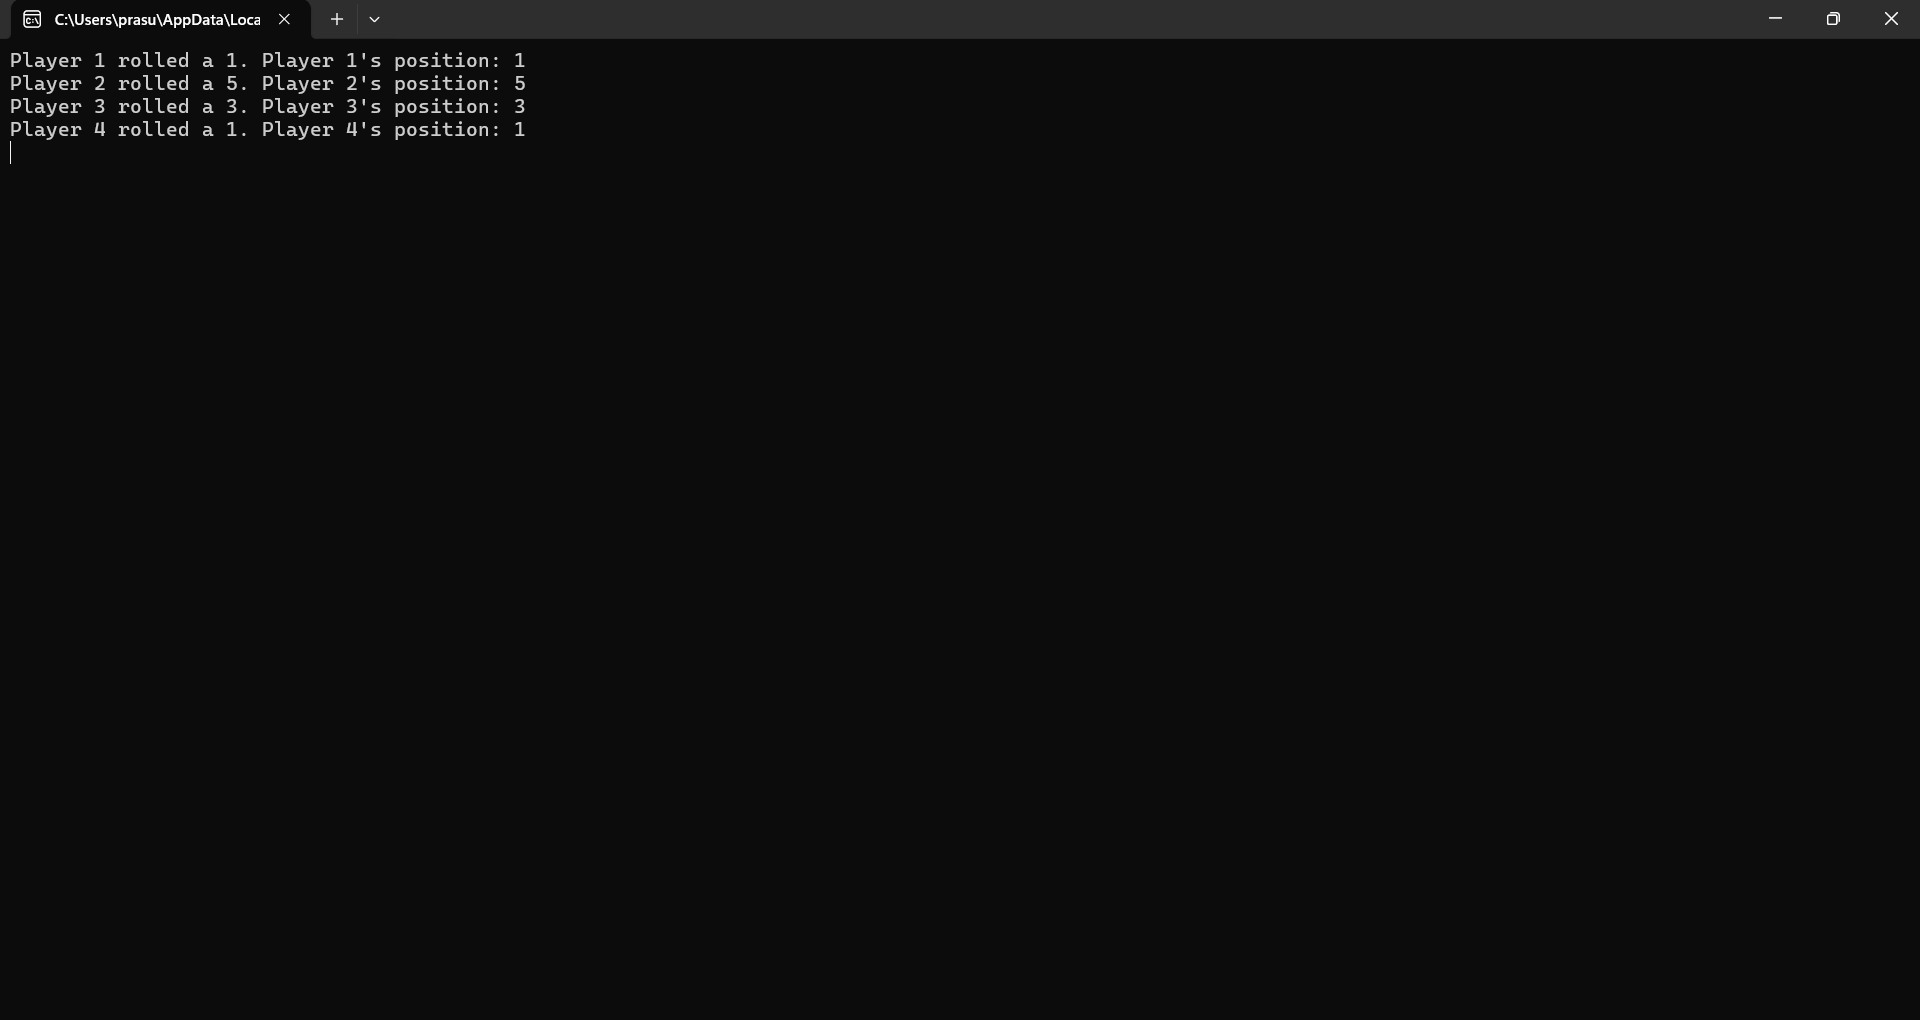 C:\Users\prasu\AppData\Loca
Player 1 rolled a 1. Player 1's position: 1
Player 2 rolled a 5. Player 2's position: 5
Player 3 rolled a 3. Player 3's position: 3
Player 4 rolled a 1. Player 4's position: 1